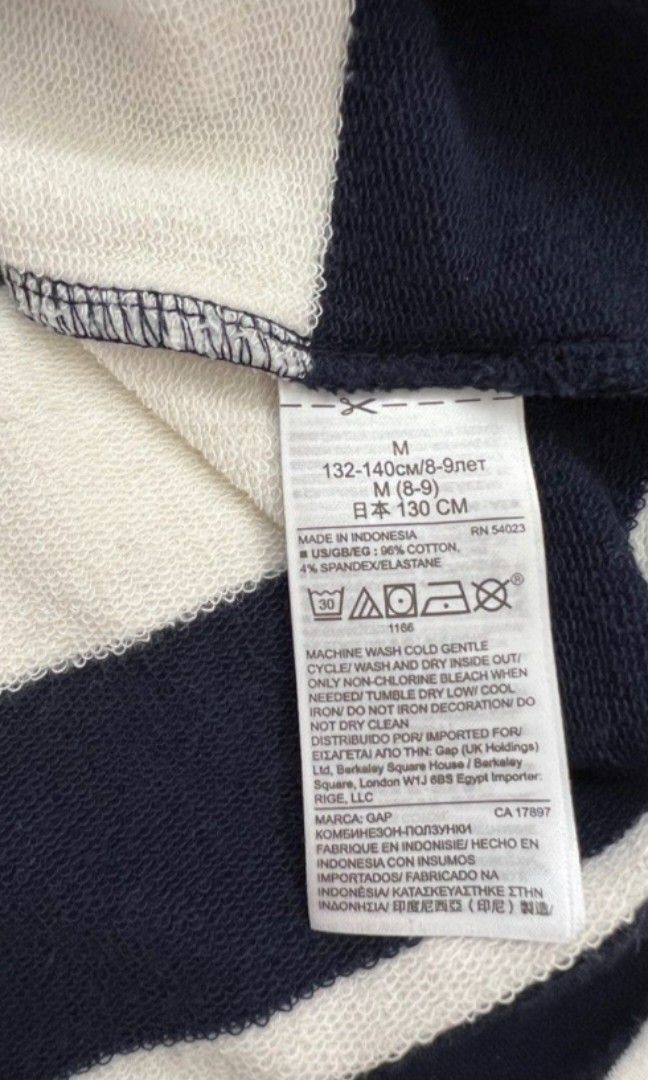 M
132-140см/8-9лет
M (8-9)
日本 130 CM
MADE IN INDONESIA RN 54023
■ US/GB/EG : 96% COTTON,
4% SPANDEX/ELASTANE
30 ®
1166
MACHINE WASH COLD GENTLE
CYCLE/ WASH AND DRY INSIDE OUT/
ONLY NON-CHLORINE BLEACH WHEN
NEEDED/ TUMBLE DRY LOW/ COOL
IRON/ DO NOT IRON DECORATION/ DO
NOT DRY CLEAN
DISTRIBUIDO POR/ IMPORTED FOR/
ΕΙΣΑΓΕΤΑΙ ΑΠΟ ΤΗΝ: Gap (UK Holdings)
Ltd, Berkeley Square House / Berkeley
Square, London W1J 6BS Egypt Importer:
RIGE, LLC
MARCA: GAP CA 17897
КОМБИНЕЗОН-ПОЛЗУНКИ
FABRIQUE EN INDONISIE/ HECHO EN
INDONESIA CON INSUMOS
IMPORTADOS/ FABRICADO NA
INDONÉSIA/ ΚΑΤΑΣΚΕΥΑΣΤΗΚΕ ΣΤΗΝ
ΙΝΔΟΝΗΣΙΑ/ 印度尼西亞 (印尼) 製造/